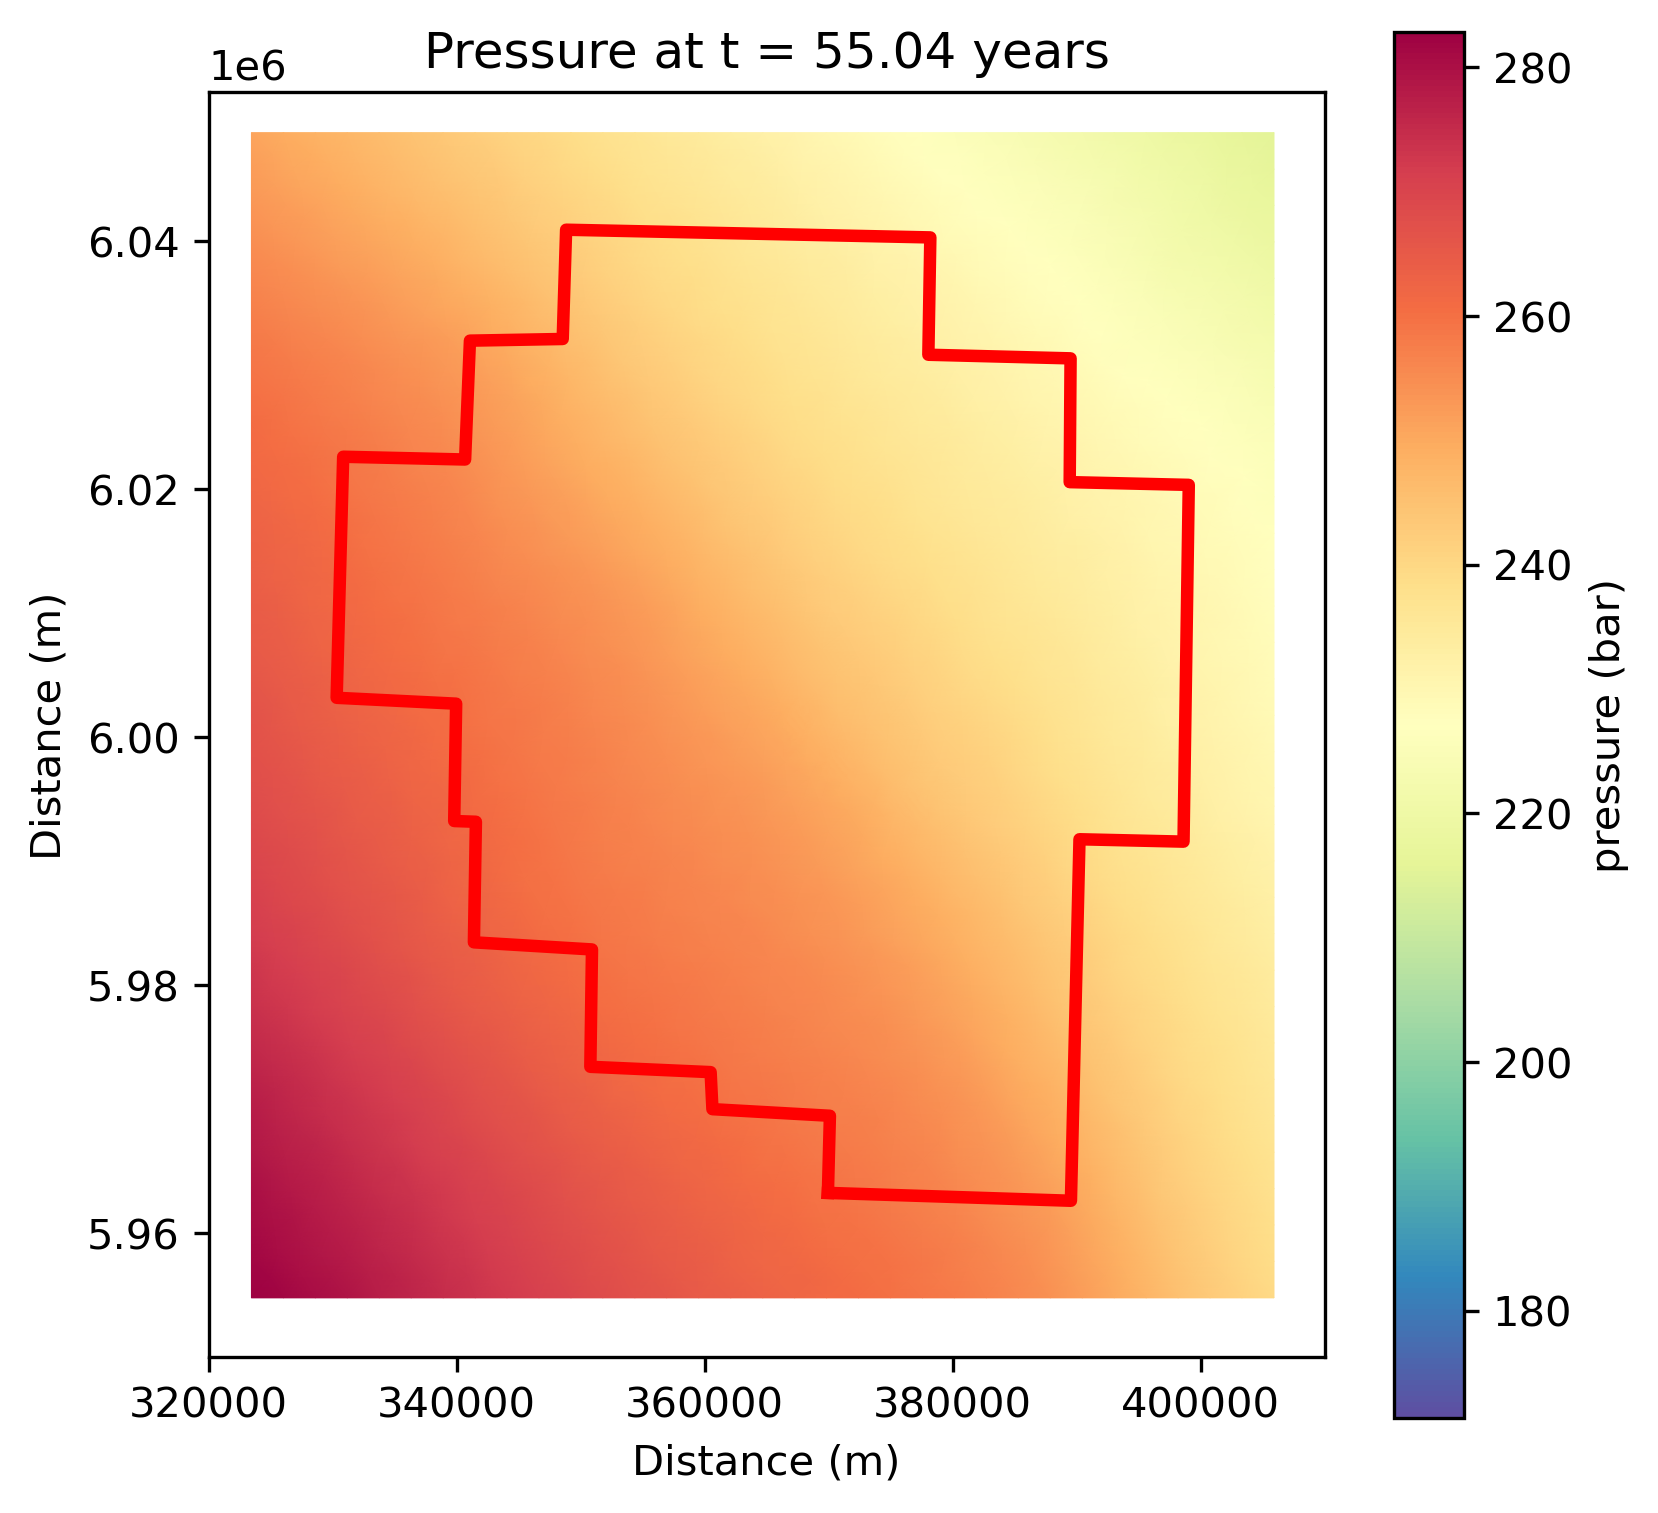 Pressure at t = 55.04 years
1e6
6.04
6.02
6.00
5.98
5.96
Distance (m)
320000 340000 360000 380000 400000
Distance (m)
280
260
240
220
200
180
pressure (bar)